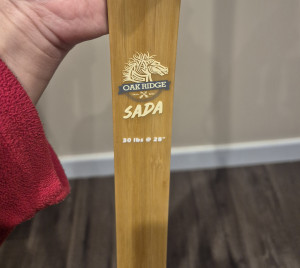 OAK RIDGE
SADA
30 lbs @ 28"